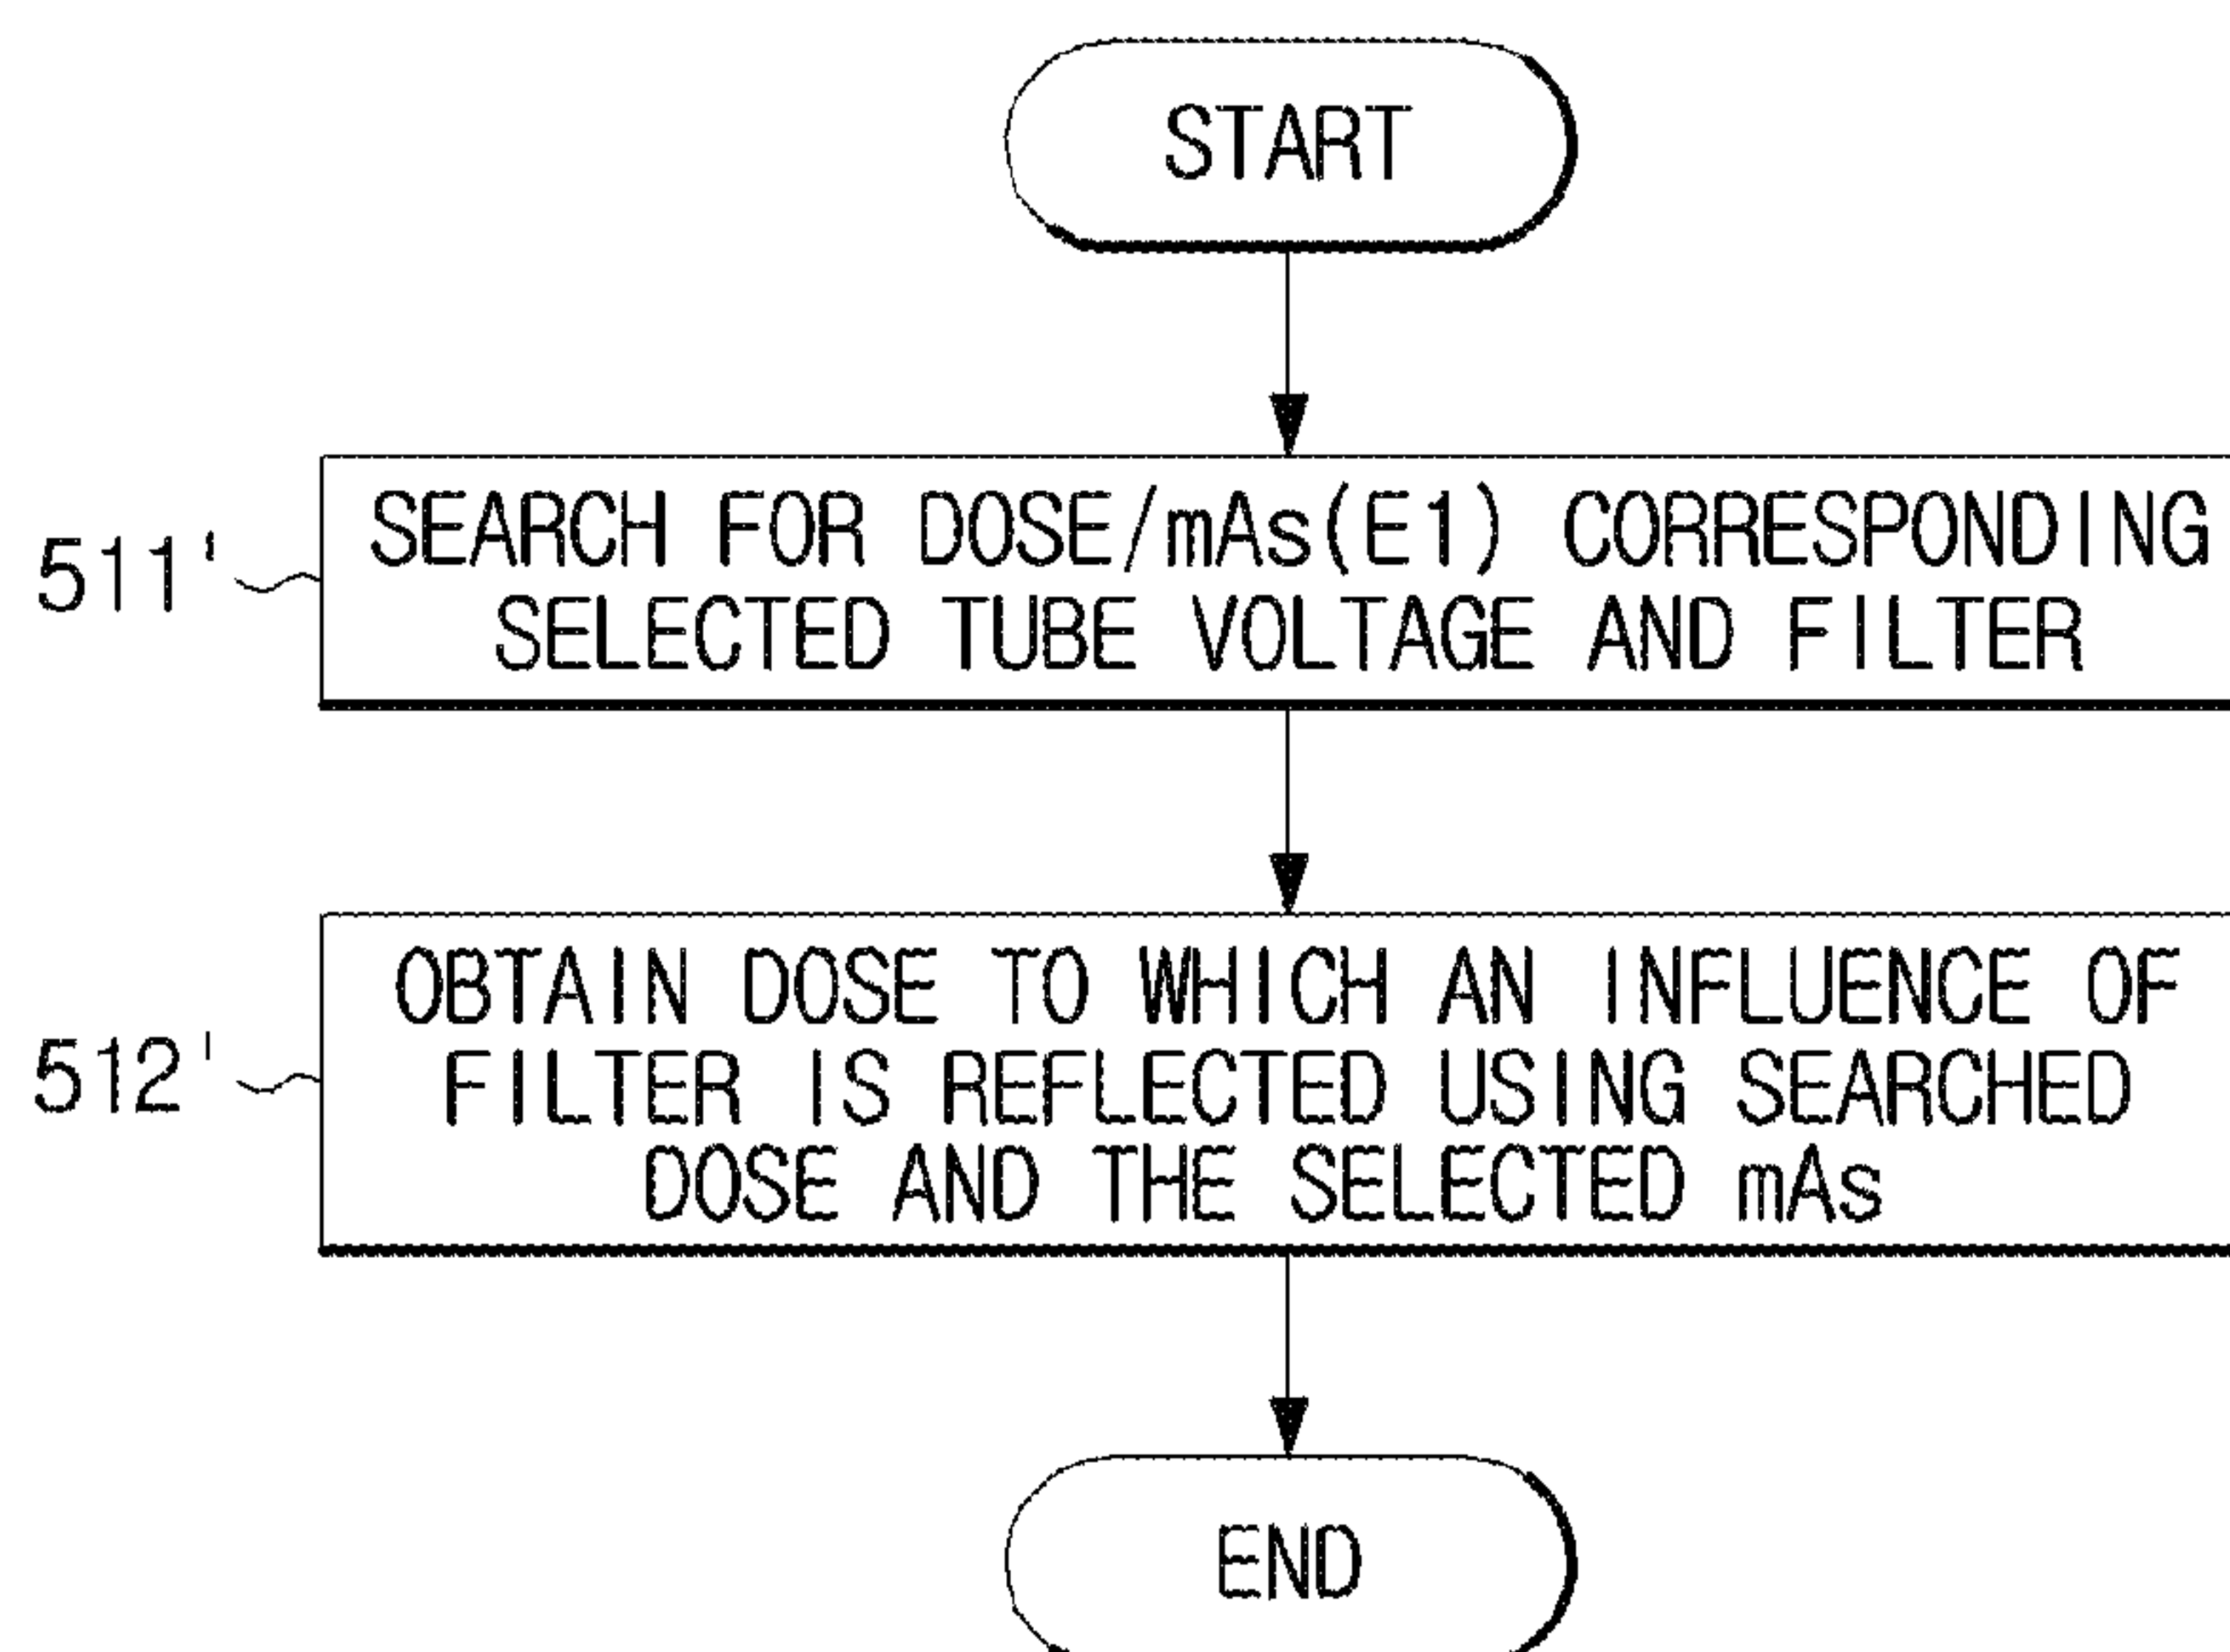 START
511'
SEARCH FOR DOSE/mAs(E1) CORRESPONDING
SELECTED TUBE VOLTAGE AND FILTER
512'
OBTAIN DOSE TO WHICH AN INFLUENCE OF
FILTER IS REFLECTED USING SEARCHED
DOSE AND THE SELECTED mAs
END